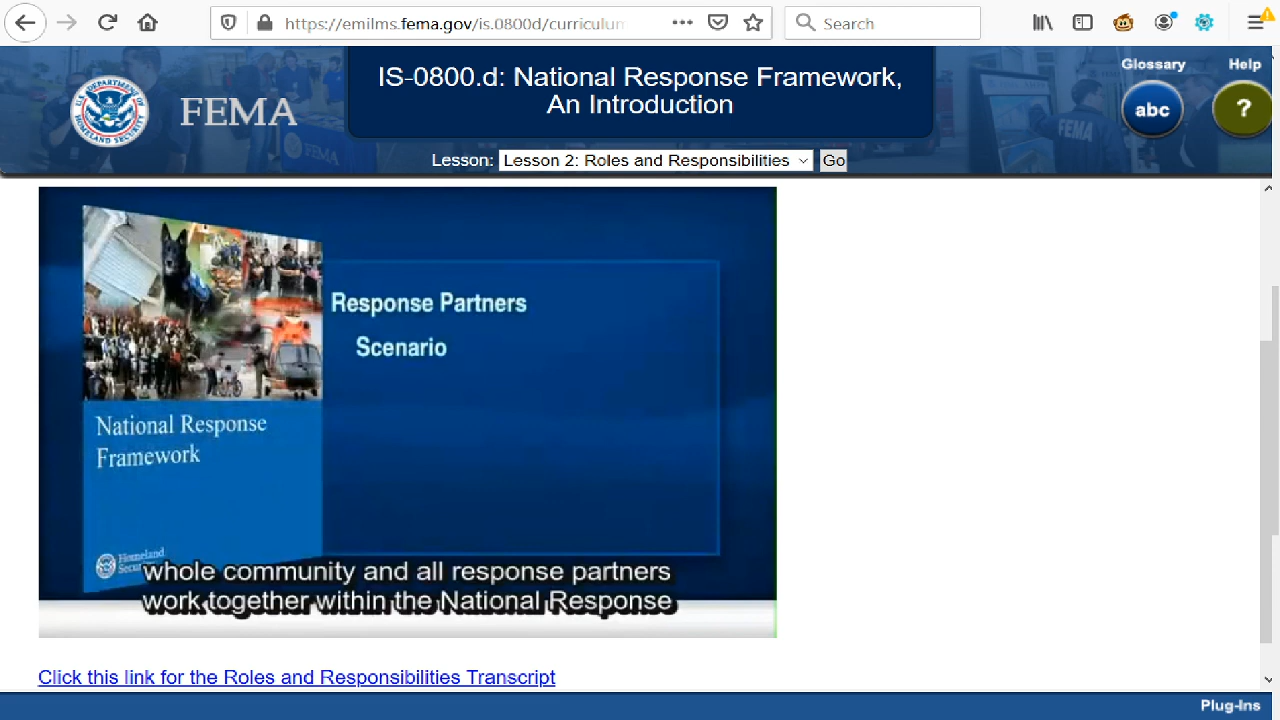 https://emilms.fema.gov/is.0800d/curriculum
Search
FEMA
IS-0800.d: National Response Framework,
An Introduction
Glossary
abc
Help
?
Lesson: Lesson 2: Roles and Responsibilities Go
Response Partners
Scenario
National Response
Framework
Homeland
whole community and all response partners
work together within the National Response
Click this link for the Roles and Responsibilities Transcript
Plug-Ins